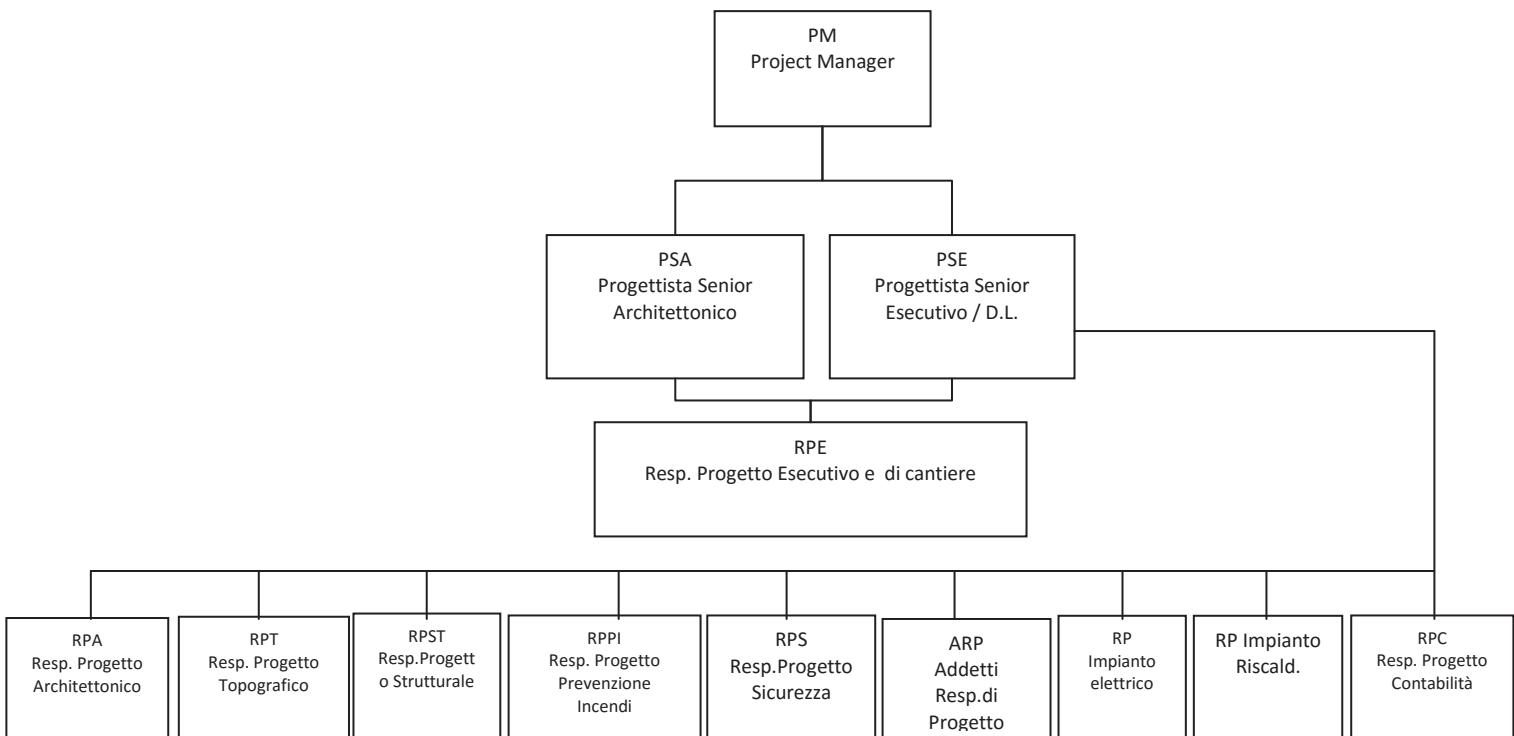 PM
Project Manager
PSA
Progettista Senior
Architettonico
PSE
Progettista Senior
Esecutivo / D.L.
RPE
Resp. Progetto Esecutivo e  di cantiere
RPA
Resp. Progetto
Architettonico
RPT
Resp. Progetto
Topografico
RPST
Resp.Progett
o Strutturale
RPPI
Resp. Progetto
Prevenzione
Incendi
RPS
Resp.Progetto
Sicurezza
ARP
Addetti
Resp.di
Progetto
RP
Impianto
elettrico
RP Impianto
Riscald.
RPC
Resp. Progetto
Contabilità